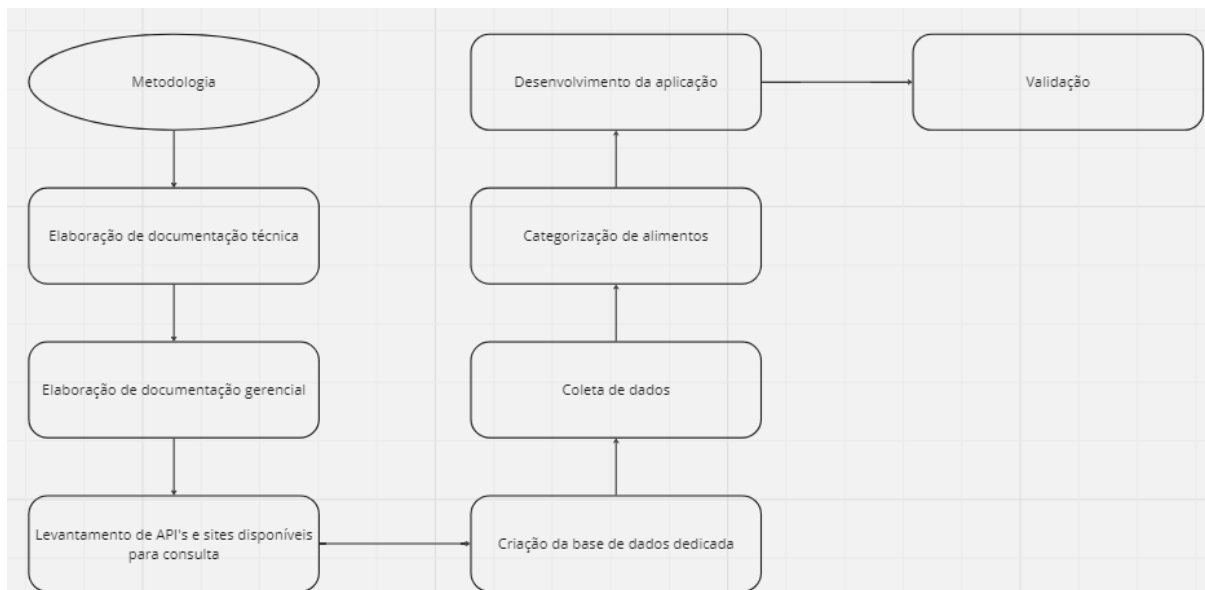 Metodologia
Elaboração de documentação técnica
Elaboração de documentação gerencial
Levantamento de API's e sites disponíveis
para consulta
Criação da base de dados dedicada
Coleta de dados
Categorização de alimentos
Desenvolvimento da aplicação
Validação